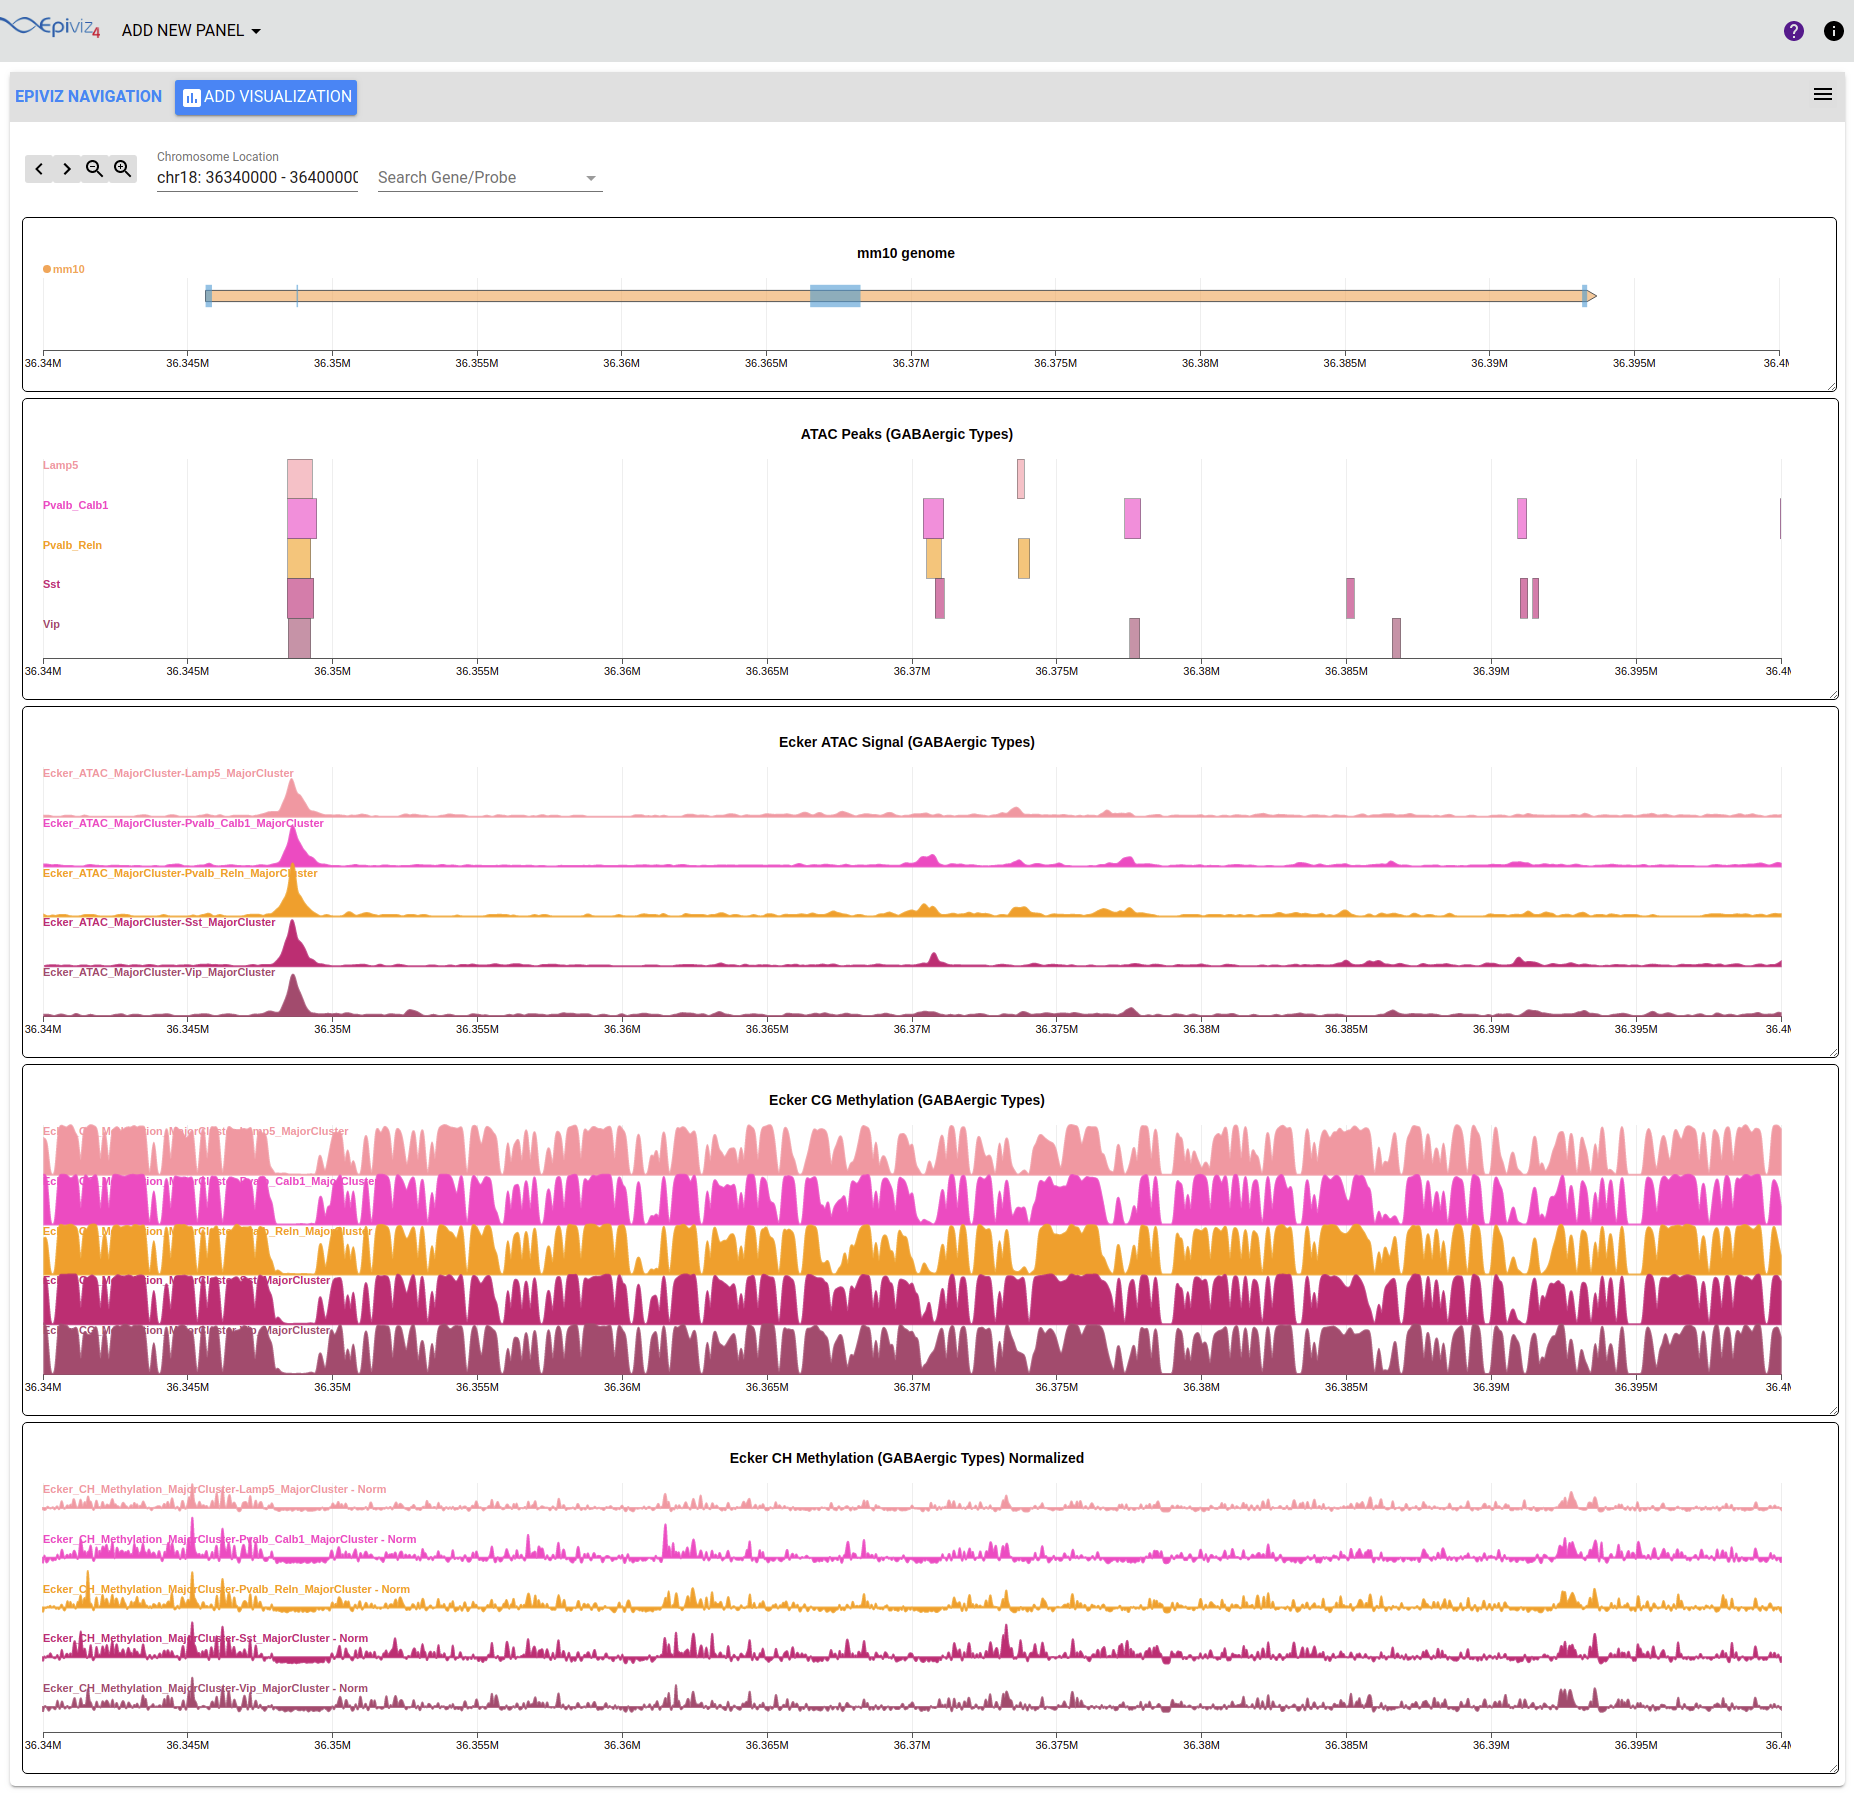 Epiviz4 ADD NEW PANEL
EPIVIZ NAVIGATION ADD VISUALIZATION
Chromosome Location
chr18: 36340000 - 36400000 Search Gene/Probe
mm10 genome
mm10
36.34M 36.345M 36.35M 36.355M 36.36M 36.365M 36.37M 36.375M 36.38M 36.385M 36.39M 36.395M 36.4M
ATAC Peaks (GABAergic Types)
Lamp5
Pvalb_Calb1
Pvalb_Reln
Sst
Vip
36.34M 36.345M 36.35M 36.355M 36.36M 36.365M 36.37M 36.375M 36.38M 36.385M 36.39M 36.395M 36.4M
Ecker ATAC Signal (GABAergic Types)
Ecker_ATAC_MajorCluster-Lamp5_MajorCluster
Ecker_ATAC_MajorCluster-Pvalb_Calb1_MajorCluster
Ecker_ATAC_MajorCluster-Pvalb_Reln_MajorCluster
Ecker_ATAC_MajorCluster-Sst_MajorCluster
Ecker_ATAC_MajorCluster-Vip_MajorCluster
36.34M 36.345M 36.35M 36.355M 36.36M 36.365M 36.37M 36.375M 36.38M 36.385M 36.39M 36.395M 36.4M
Ecker CG Methylation (GABAergic Types)
Ecker_CG_Methylation_MajorCluster-Lamp5_MajorCluster
Ecker_CG_Methylation_MajorCluster-Pvalb_Calb1_MajorCluster
Ecker_CG_Methylation_MajorCluster-Pvalb_Reln_MajorCluster
Ecker_CG_Methylation_MajorCluster-Sst_MajorCluster
Ecker_CG_Methylation_MajorCluster-Vip_MajorCluster
36.34M 36.345M 36.35M 36.355M 36.36M 36.365M 36.37M 36.375M 36.38M 36.385M 36.39M 36.395M 36.4M
Ecker CH Methylation (GABAergic Types) Normalized
Ecker_CH_Methylation_MajorCluster-Lamp5_MajorCluster - Norm
Ecker_CH_Methylation_MajorCluster-Pvalb_Calb1_MajorCluster - Norm
Ecker_CH_Methylation_MajorCluster-Pvalb_Reln_MajorCluster - Norm
Ecker_CH_Methylation_MajorCluster-Sst_MajorCluster - Norm
Ecker_CH_Methylation_MajorCluster-Vip_MajorCluster - Norm
36.34M 36.345M 36.35M 36.355M 36.36M 36.365M 36.37M 36.375M 36.38M 36.385M 36.39M 36.395M 36.4M